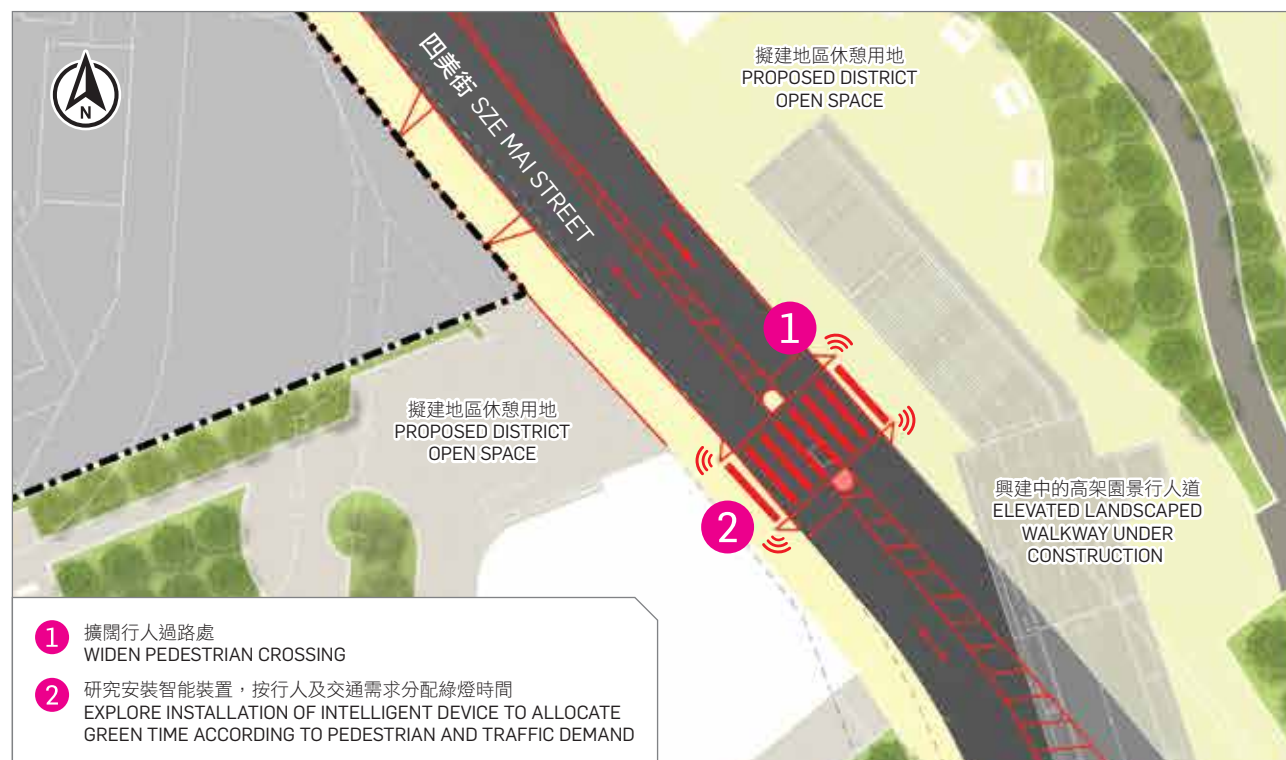 N
四美街 SZE MAI STREET
擬建地區休憩用地
PROPOSED DISTRICT
OPEN SPACE
1
擬建地區休憩用地
PROPOSED DISTRICT
OPEN SPACE
2
興建中的高架園景行人道
ELEVATED LANDSCAPED
WALKWAY UNDER
CONSTRUCTION
1 擴闊行人過路處
WIDEN PEDESTRIAN CROSSING
2 研究安裝智能裝置，按行人及交通需求分配綠燈時間
EXPLORE INSTALLATION OF INTELLIGENT DEVICE TO ALLOCATE
GREEN TIME ACCORDING TO PEDESTRIAN AND TRAFFIC DEMAND